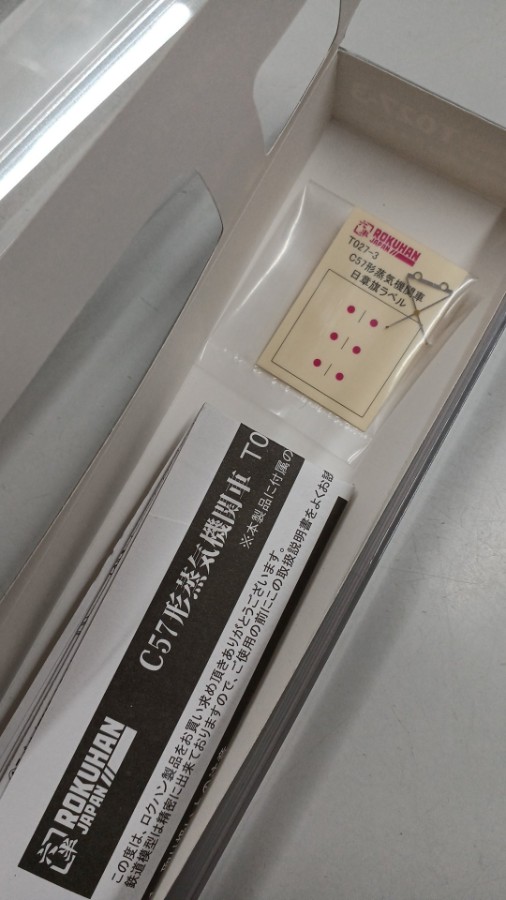 T027-3
ROKUHAN
JAPAN
T027-3
C57形蒸気機関車
日章旗ラベル
C57形蒸気機関車 T0
※本製品に付属の
ROKUHAN
JAPAN
この度は、ロクハン製品をお買い求め頂きありがとうございます。
鉄道模型は精密に出来ておりますので、ご使用の前にこの取扱説明書をよくお読